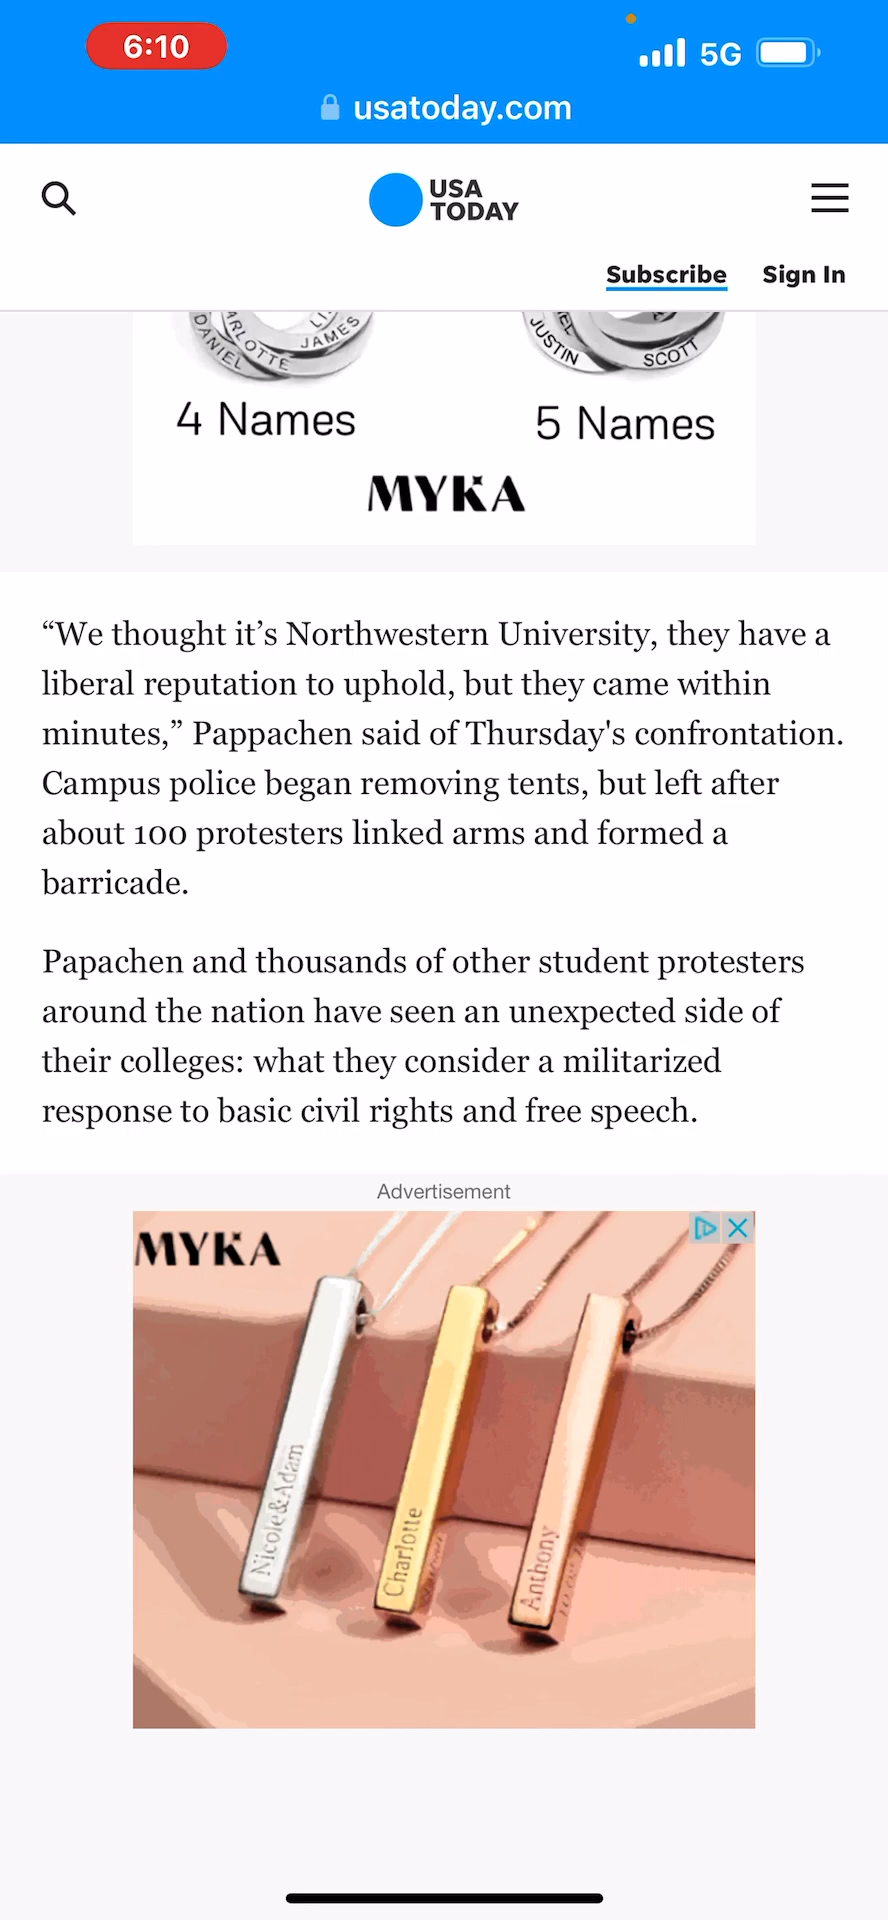 6:10
5G
usatoday.com
USA
TODAY
Subscribe Sign In
DANIEL
JAMES
JUSTIN
SCOTT
4 Names
5 Names
MYKA
“We thought it’s Northwestern University, they have a
liberal reputation to uphold, but they came within
minutes,” Pappachen said of Thursday's confrontation.
Campus police began removing tents, but left after
about 100 protesters linked arms and formed a
barricade.
Papachen and thousands of other student protesters
around the nation have seen an unexpected side of
their colleges: what they consider a militarized
response to basic civil rights and free speech.
Advertisement
MYKA
Nicole&Adam
Charlotte
Anthony